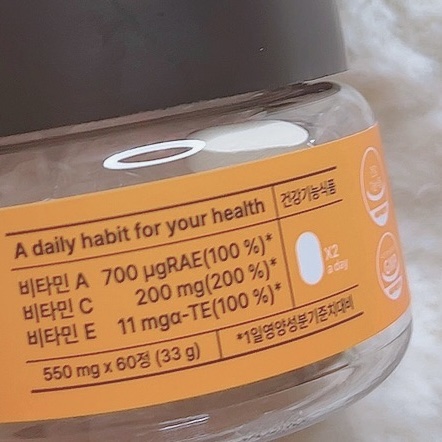 A daily habit for your health
건강기능식품
비타민 A 700 μgRAE(100 %)*
비타민 C 200 mg(200 %)*
비타민 E 11 mgα-TE(100 %)*
X2
a day
550 mg x 60정 (33 g)
*1일영양성분기준치대비
GMP